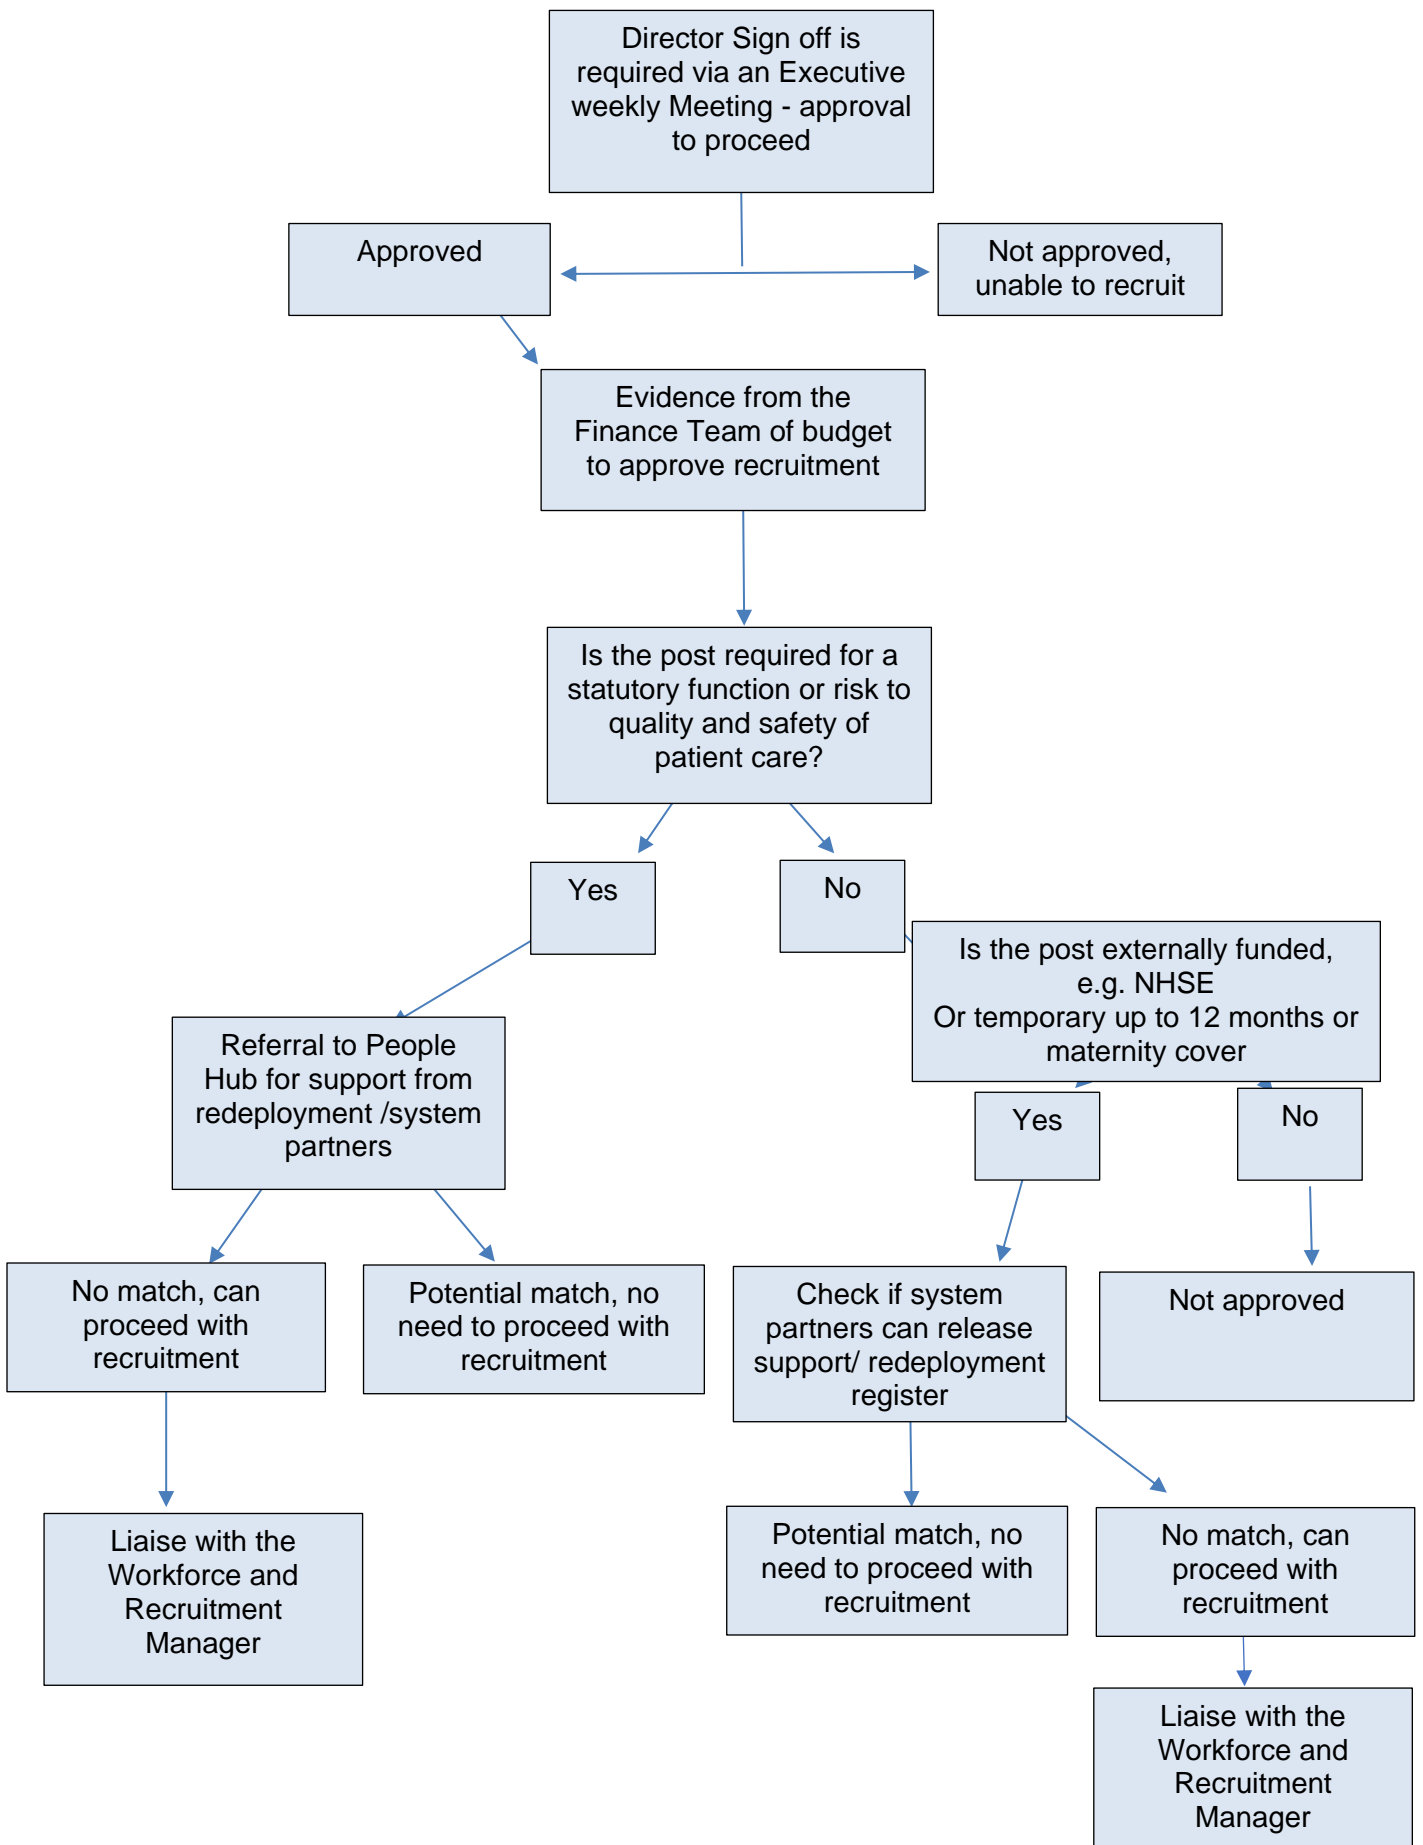 Director Sign off is
required via an Executive
weekly Meeting - approval
to proceed
Approved
Not approved,
unable to recruit
Evidence from the
Finance Team of budget
to approve recruitment
Is the post required for a
statutory function or risk to
quality and safety of
patient care?
Yes
No
Is the post externally funded,
e.g. NHSE
Or temporary up to 12 months or
maternity cover
Referral to People
Hub for support from
redeployment /system
partners
Yes
No
No match, can
proceed with
recruitment
Potential match, no
need to proceed with
recruitment
Check if system
partners can release
support/ redeployment
register
Not approved
Liaise with the
Workforce and
Recruitment
Manager
Potential match, no
need to proceed with
recruitment
No match, can
proceed with
recruitment
Liaise with the
Workforce and
Recruitment
Manager